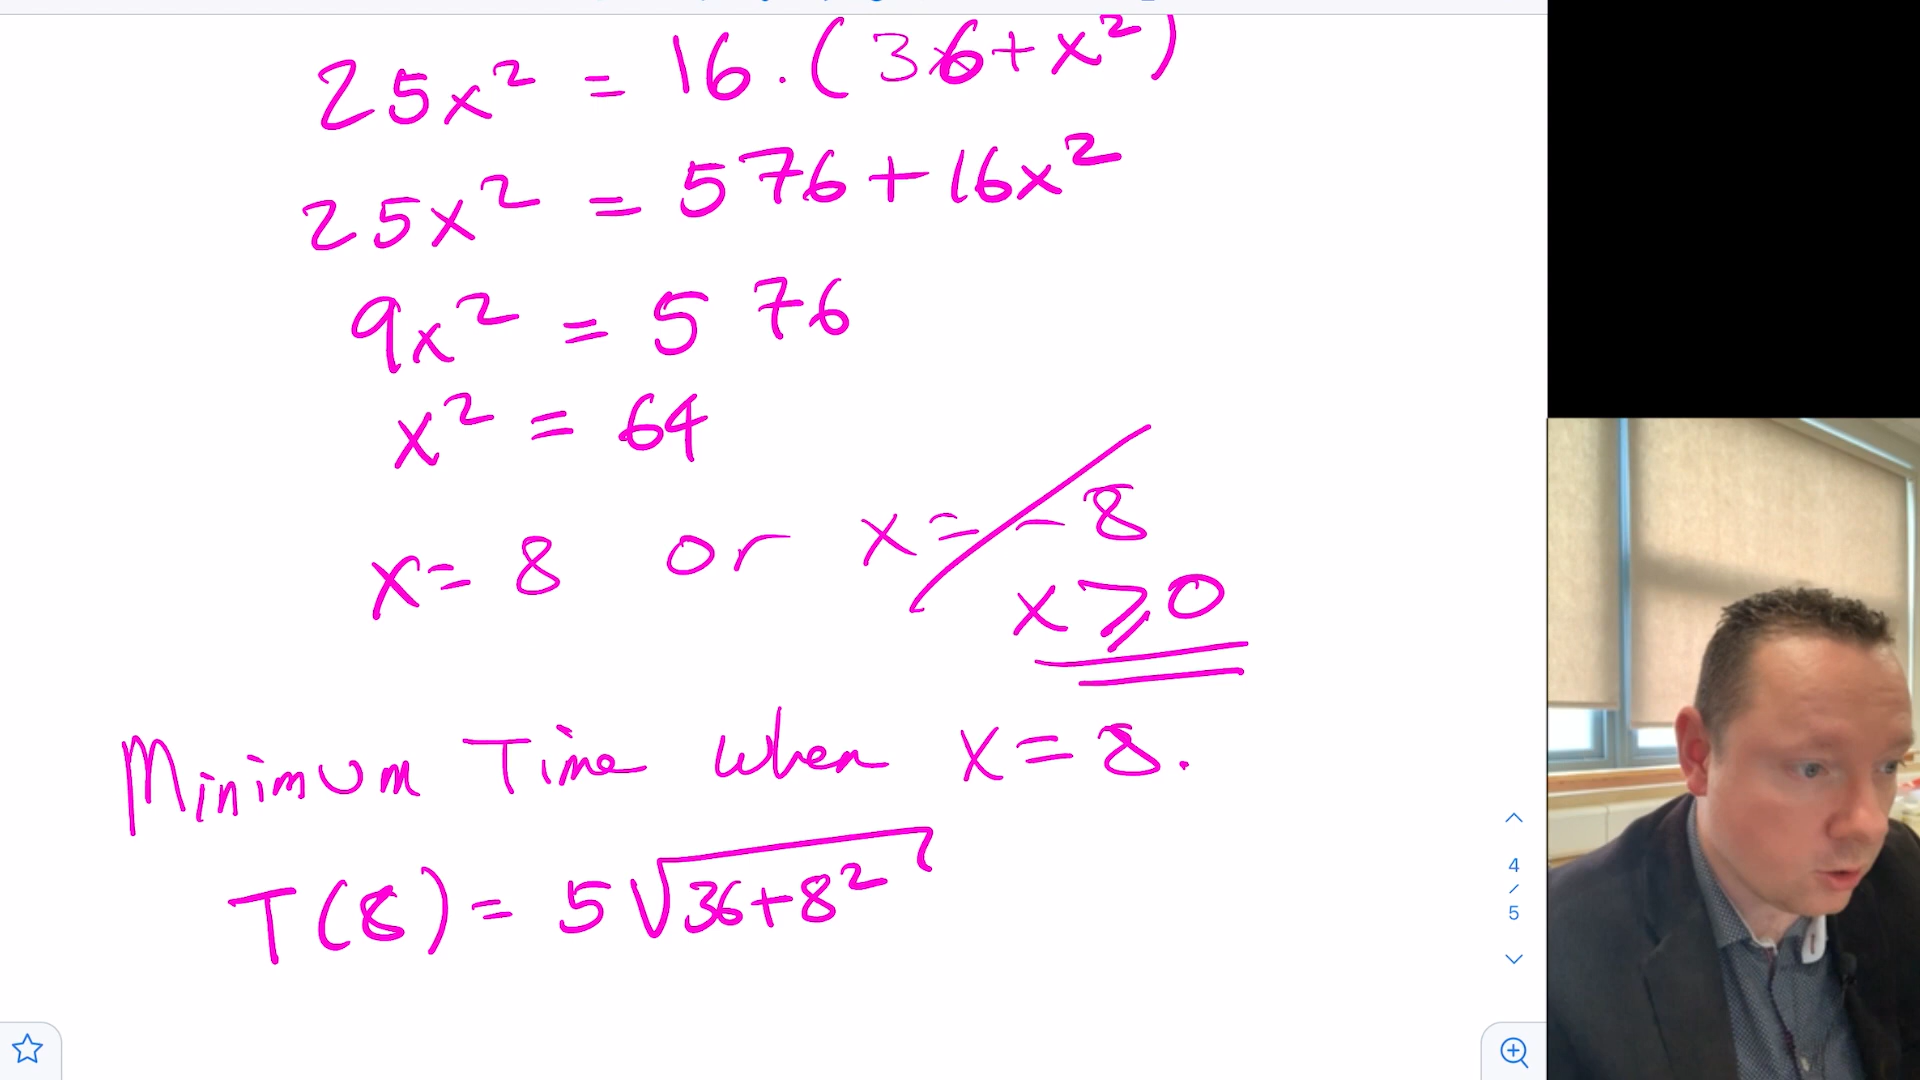 25x² = 16.(36+x²)
25x² = 576+16x²
9x² = 576
x² = 64
x= 8 or x= -8
x⩾0
Minimum Time when x=8.
T(8)= 5√36+8²
4
/
5